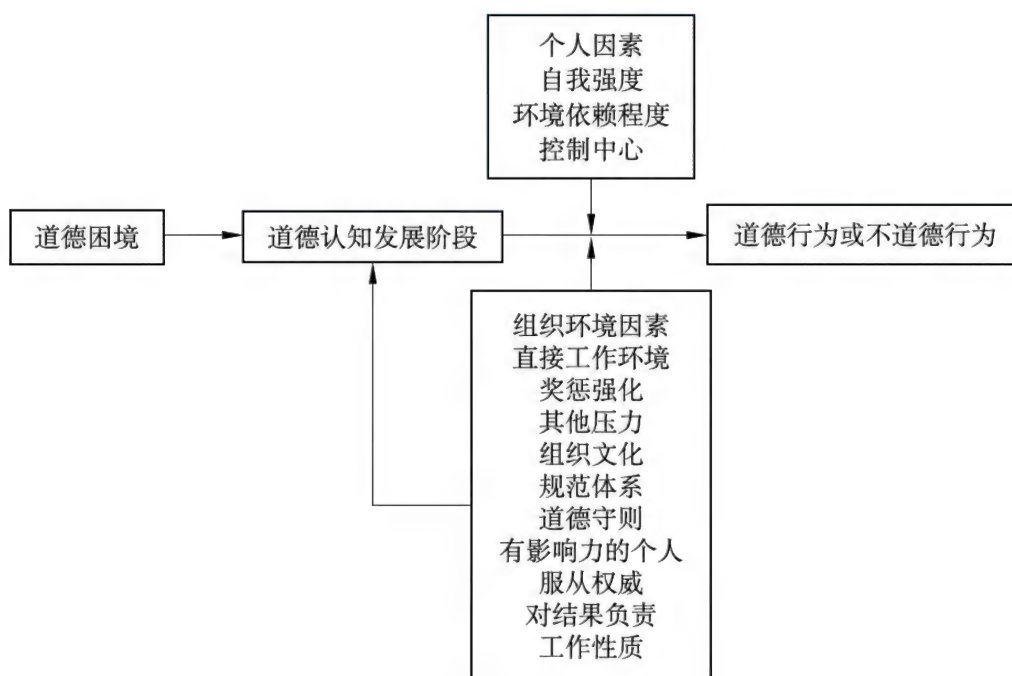 个人因素
自我强度
环境依赖程度
控制中心
道德困境
道德认知发展阶段
道德行为或不道德行为
组织环境因素
直接工作环境
奖惩强化
其他压力
组织文化
规范体系
道德守则
有影响力的个人
服从权威
对结果负责
工作性质